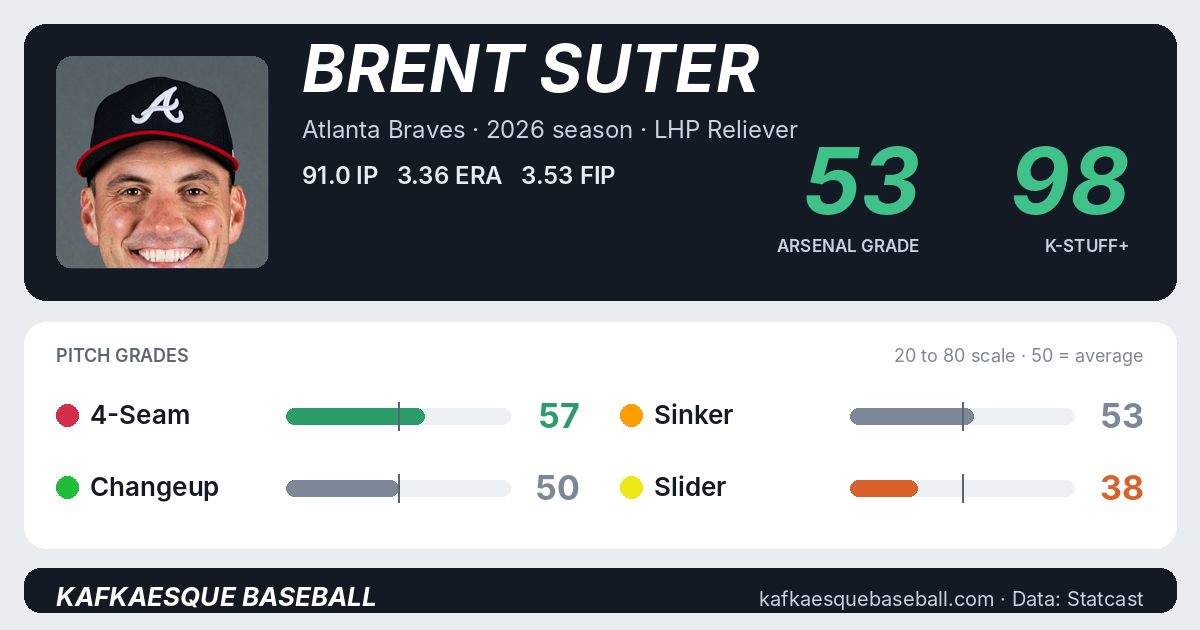 BRENT SUTER
Atlanta Braves · 2026 season · LHP Reliever
91.0 IP 3.36 ERA 3.53 FIP
53 98
ARSENAL GRADE K-STUFF+
A
PITCH GRADES 20 to 80 scale · 50 = average
4-Seam 57 Sinker 53
Changeup 50 Slider 38
KAFKAESQUE BASEBALL kafkaesquebaseball.com · Data: Statcast